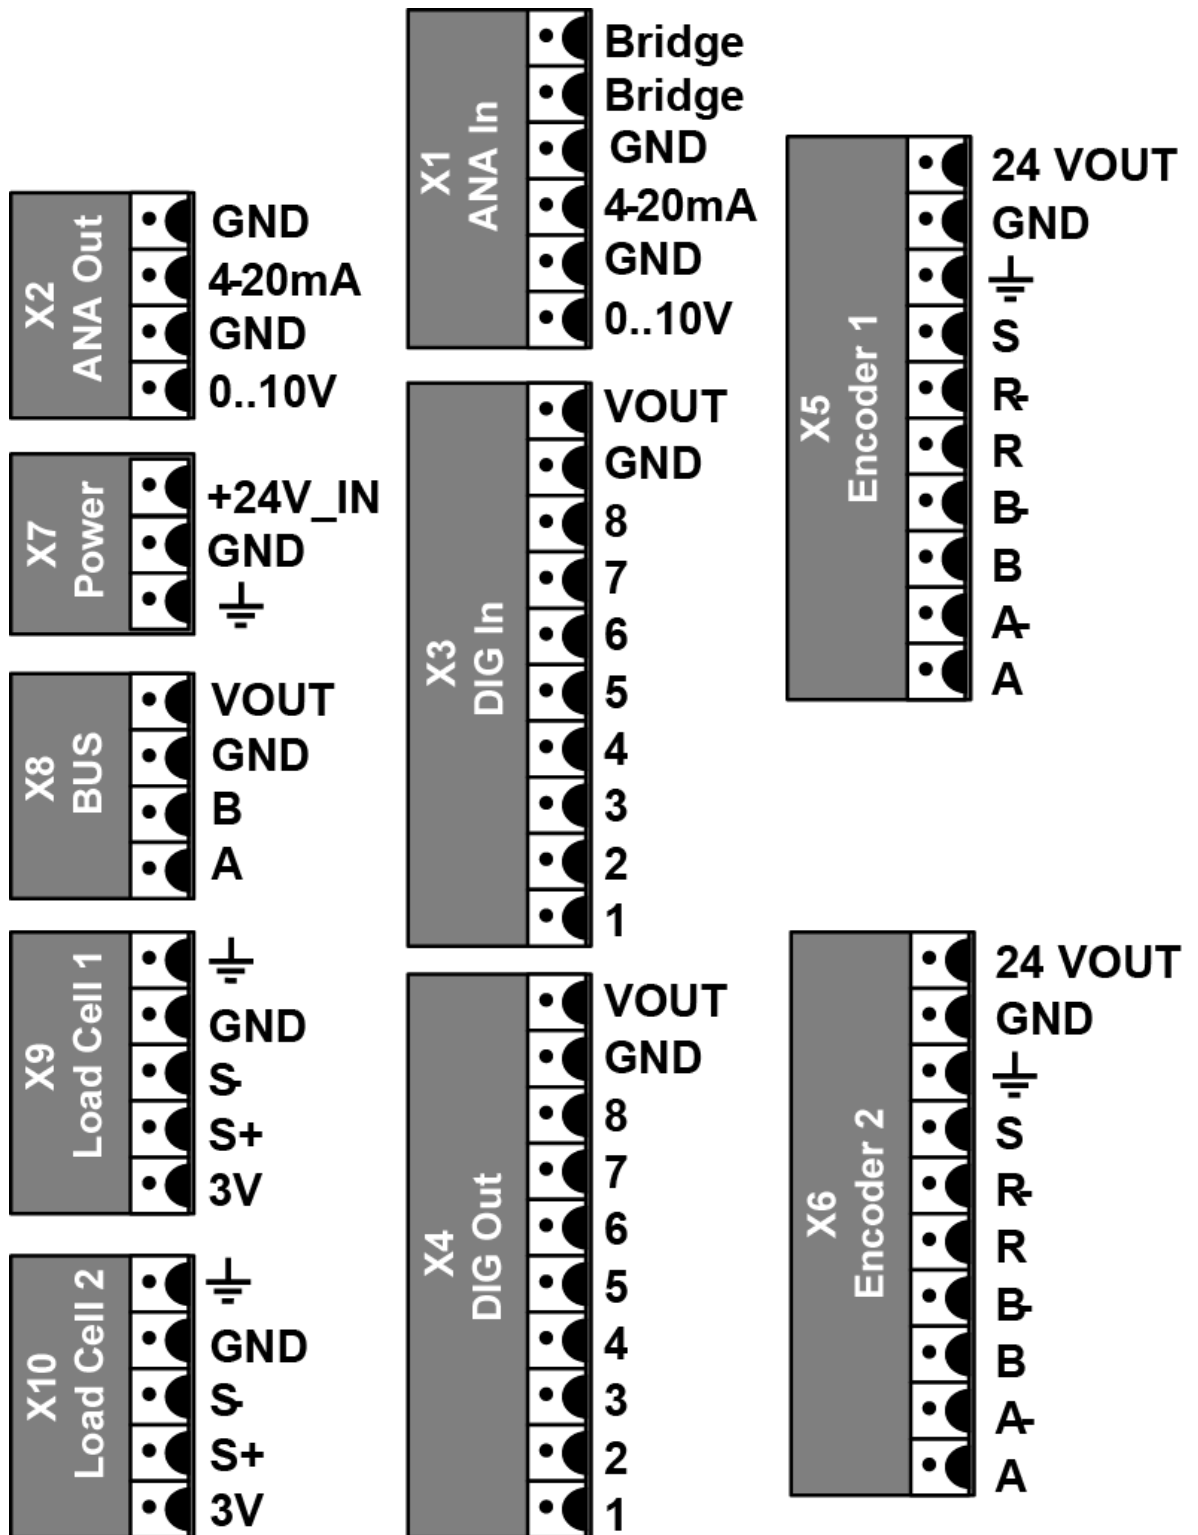 X1
ANA In
Bridge
Bridge
GND
4-20mA
GND
0..10V
X2
ANA Out
GND
4-20mA
GND
0..10V
X7
Power
+24V_IN
GND
X8
BUS
VOUT
GND
B
A
X9
Load Cell 1
GND
S-
S+
3V
X10
Load Cell 2
GND
S-
S+
3V
X3
DIG In
VOUT
GND
8
7
6
5
4
3
2
1
X4
DIG Out
VOUT
GND
8
7
6
5
4
3
2
1
X5
Encoder 1
24 VOUT
GND
S
R-
R
B-
B
A-
A
X6
Encoder 2
24 VOUT
GND
S
R-
R
B-
B
A-
A